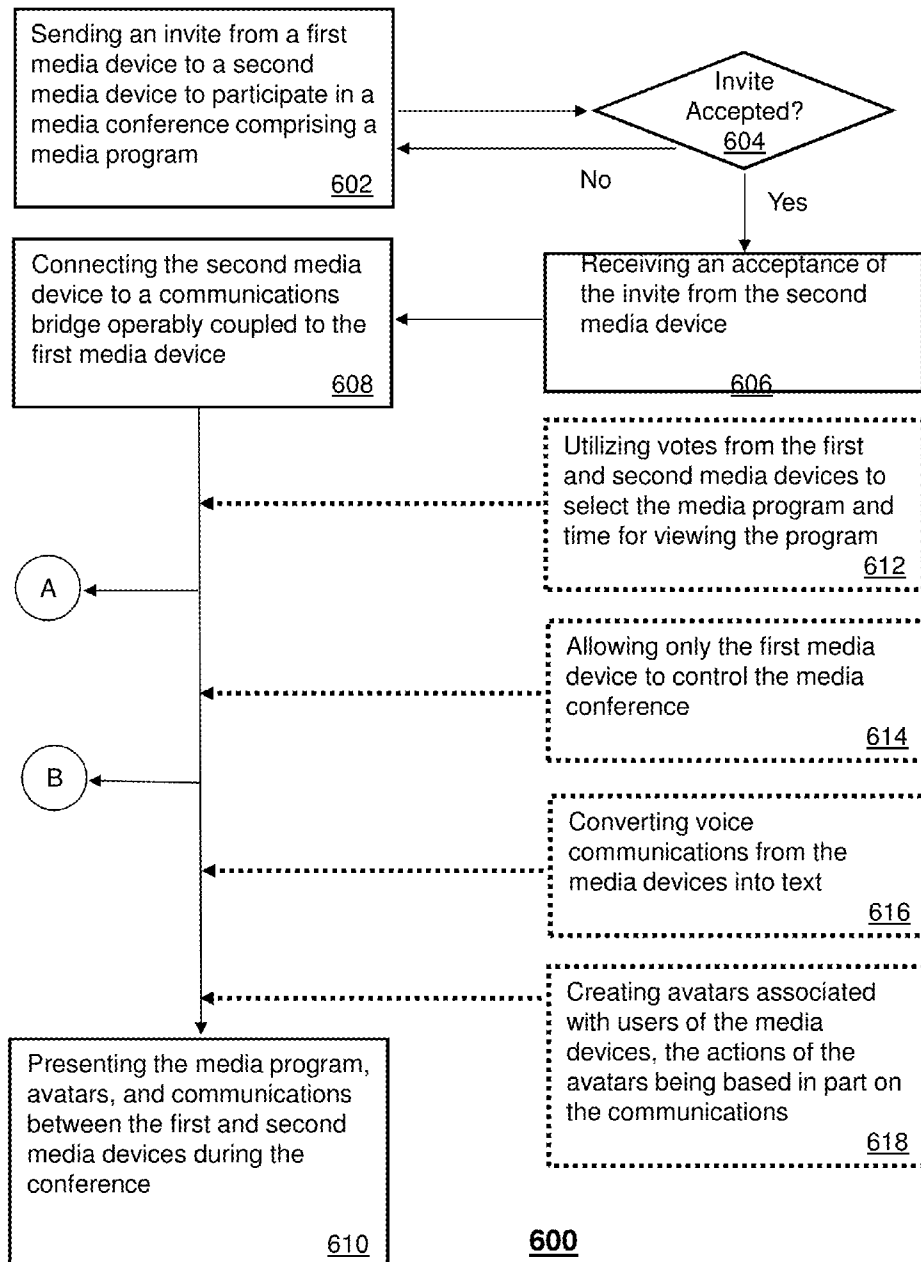 Sending an invite from a first
media device to a second
media device to participate in a
media conference comprising a
media program
602
Invite
Accepted?
604
No
Yes
Receiving an acceptance of
the invite from the second
media device
606
Connecting the second media
device to a communications
bridge operably coupled to the
first media device
608
Utilizing votes from the first
and second media devices to
select the media program and
time for viewing the program
612
A
Allowing only the first media
device to control the media
conference
614
B
Converting voice
communications from the
media devices into text
616
Creating avatars associated
with users of the media
devices, the actions of the
avatars being based in part on
the communications
618
Presenting the media program,
avatars, and communications
between the first and second
media devices during the
conference
610
600